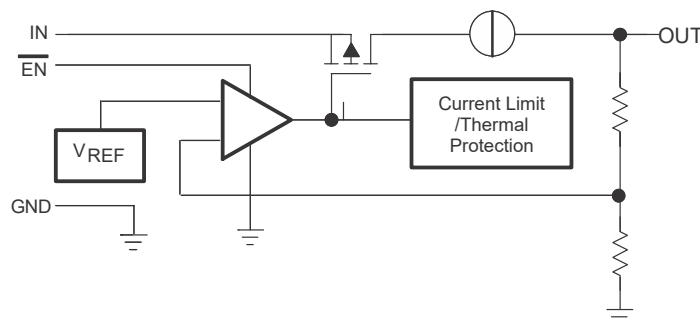 IN
OUT
EN
Current Limit
/Thermal
Protection
VREF
GND